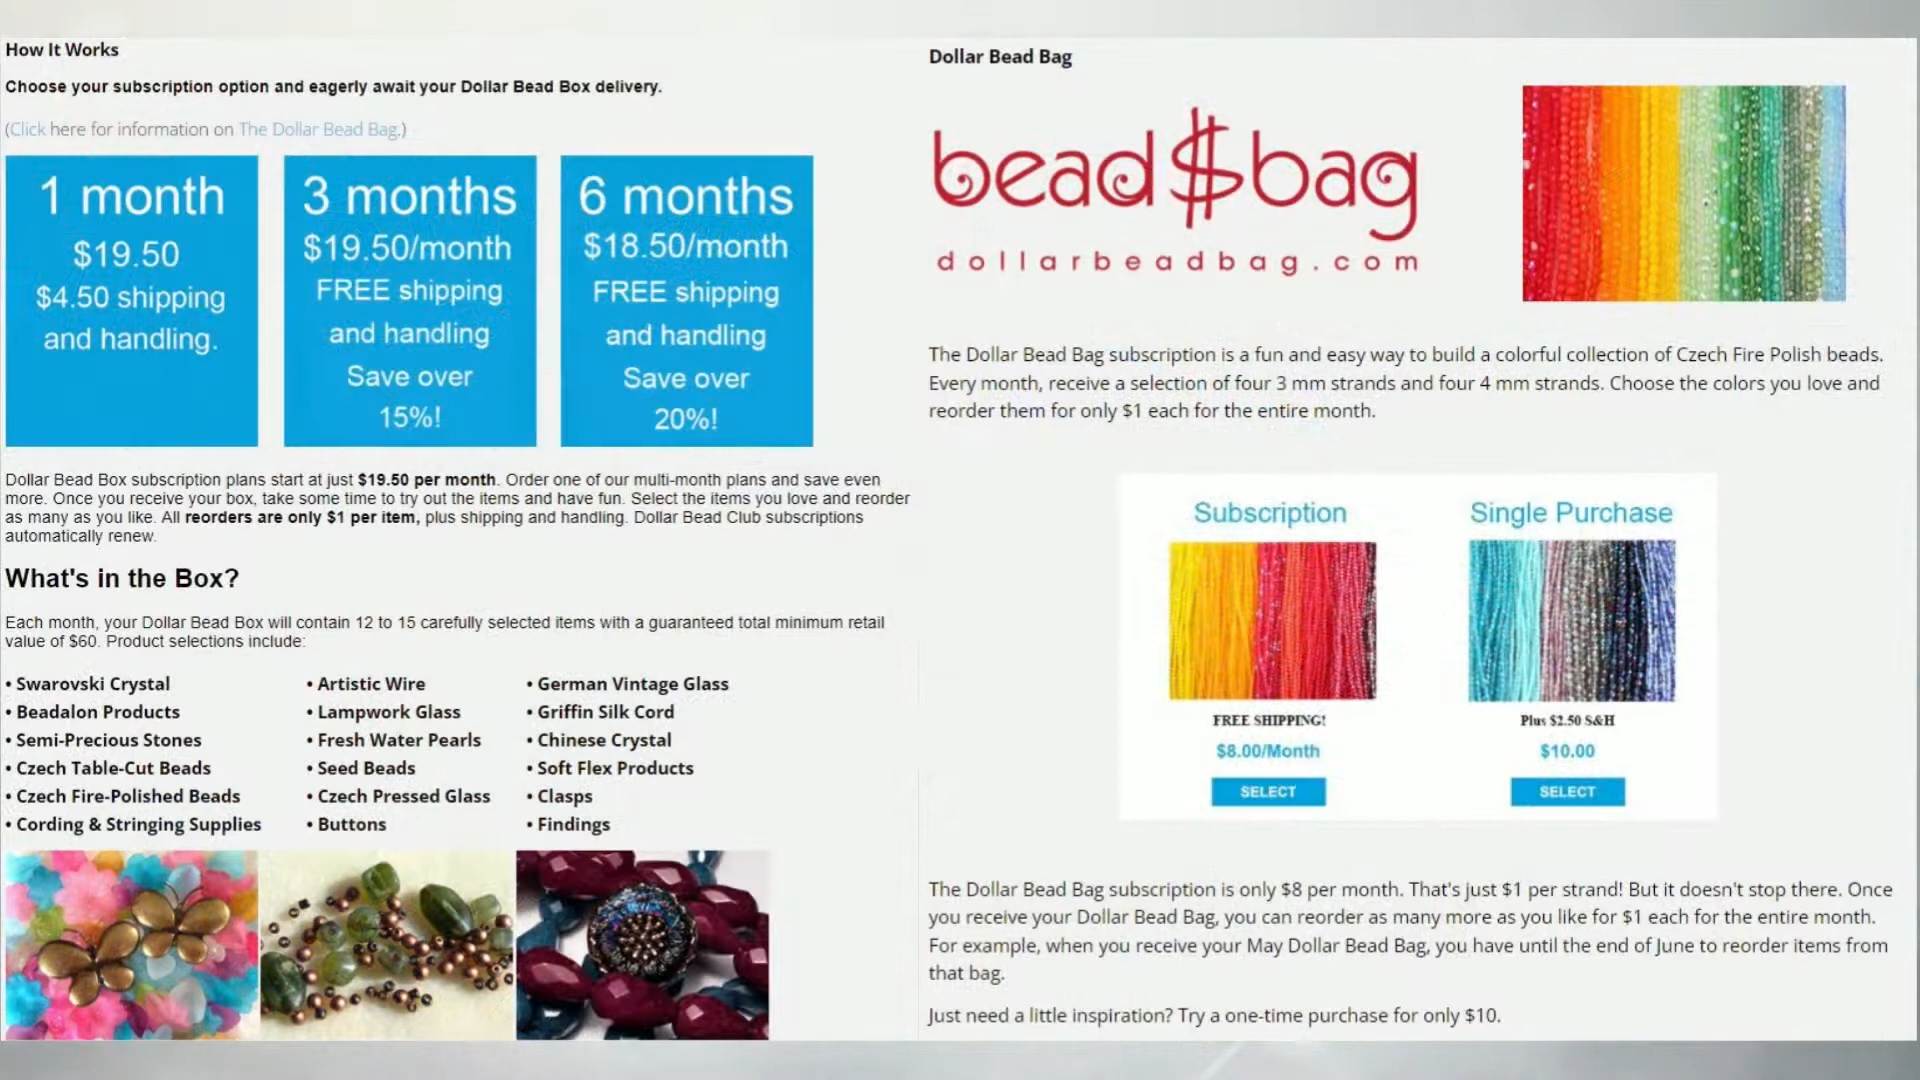 How It Works
Choose your subscription option and eagerly await your Dollar Bead Box delivery.
(Click here for information on The Dollar Bead Bag.)
1 month
$19.50
$4.50 shipping
and handling.
3 months
$19.50/month
FREE shipping
and handling
Save over
15%!
6 months
$18.50/month
FREE shipping
and handling
Save over
20%!
Dollar Bead Box subscription plans start at just $19.50 per month. Order one of our multi-month plans and save even
more. Once you receive your box, take some time to try out the items and have fun. Select the items you love and reorder
as many as you like. All reorders are only $1 per item, plus shipping and handling. Dollar Bead Club subscriptions
automatically renew.
What's in the Box?
Each month, your Dollar Bead Box will contain 12 to 15 carefully selected items with a guaranteed total minimum retail
value of $60. Product selections include:
• Swarovski Crystal
• Beadalon Products
• Semi-Precious Stones
• Czech Table-Cut Beads
• Czech Fire-Polished Beads
• Cording & Stringing Supplies
• Artistic Wire
• Lampwork Glass
• Fresh Water Pearls
• Seed Beads
• Czech Pressed Glass
• Buttons
• German Vintage Glass
• Griffin Silk Cord
• Chinese Crystal
• Soft Flex Products
• Clasps
• Findings
Dollar Bead Bag
bead$bag
dollarbeadbag.com
The Dollar Bead Bag subscription is a fun and easy way to build a colorful collection of Czech Fire Polish beads.
Every month, receive a selection of four 3 mm strands and four 4 mm strands. Choose the colors you love and
reorder them for only $1 each for the entire month.
Subscription
FREE SHIPPING!
$8.00/Month
SELECT
Single Purchase
Plus $2.50 S&H
$10.00
SELECT
The Dollar Bead Bag subscription is only $8 per month. That's just $1 per strand! But it doesn't stop there. Once
you receive your Dollar Bead Bag, you can reorder as many more as you like for $1 each for the entire month.
For example, when you receive your May Dollar Bead Bag, you have until the end of June to reorder items from
that bag.
Just need a little inspiration? Try a one-time purchase for only $10.